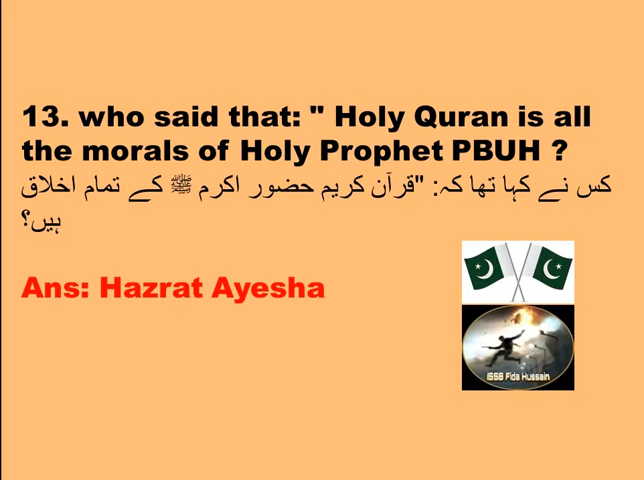 13. who said that: " Holy Quran is all
the morals of Holy Prophet PBUH ?
کس نے کہا تھا کہ: "قرآن کریم حضور اکرم ﷺ کے تمام اخلاق
ہیں؟
Ans: Hazrat Ayesha
ISSB Fida Hussain